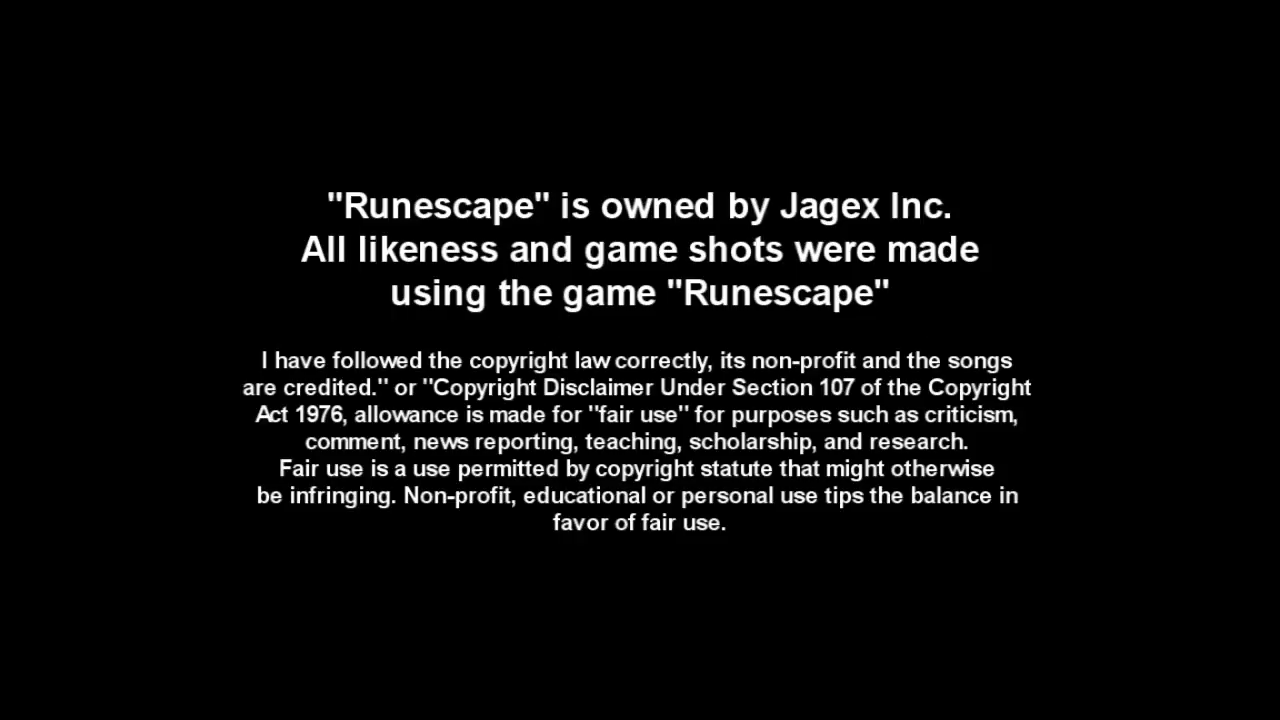 "Runescape" is owned by Jagex Inc.
All likeness and game shots were made
using the game "Runescape"
I have followed the copyright law correctly, its non-profit and the songs
are credited." or "Copyright Disclaimer Under Section 107 of the Copyright
Act 1976, allowance is made for "fair use" for purposes such as criticism,
comment, news reporting, teaching, scholarship, and research.
Fair use is a use permitted by copyright statute that might otherwise
be infringing. Non-profit, educational or personal use tips the balance in
favor of fair use.